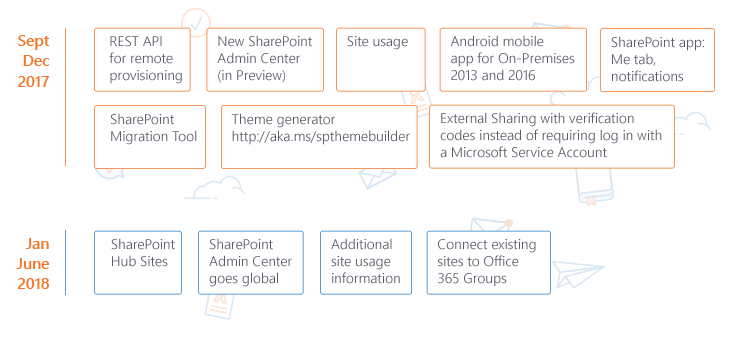 Sept
Dec
2017
REST API
for remote
provisioning
New SharePoint
Admin Center
(in Preview)
Site usage
Android mobile
app for On-Premises
2013 and 2016
SharePoint app:
Me tab,
notifications
SharePoint
Migration Tool
Theme generator
http://aka.ms/spthemebuilder
External Sharing with verification
codes instead of requiring log in with
a Microsoft Service Account
Jan
June
2018
SharePoint
Hub Sites
SharePoint
Admin Center
goes global
Additional
site usage
information
Connect existing
sites to Office
365 Groups